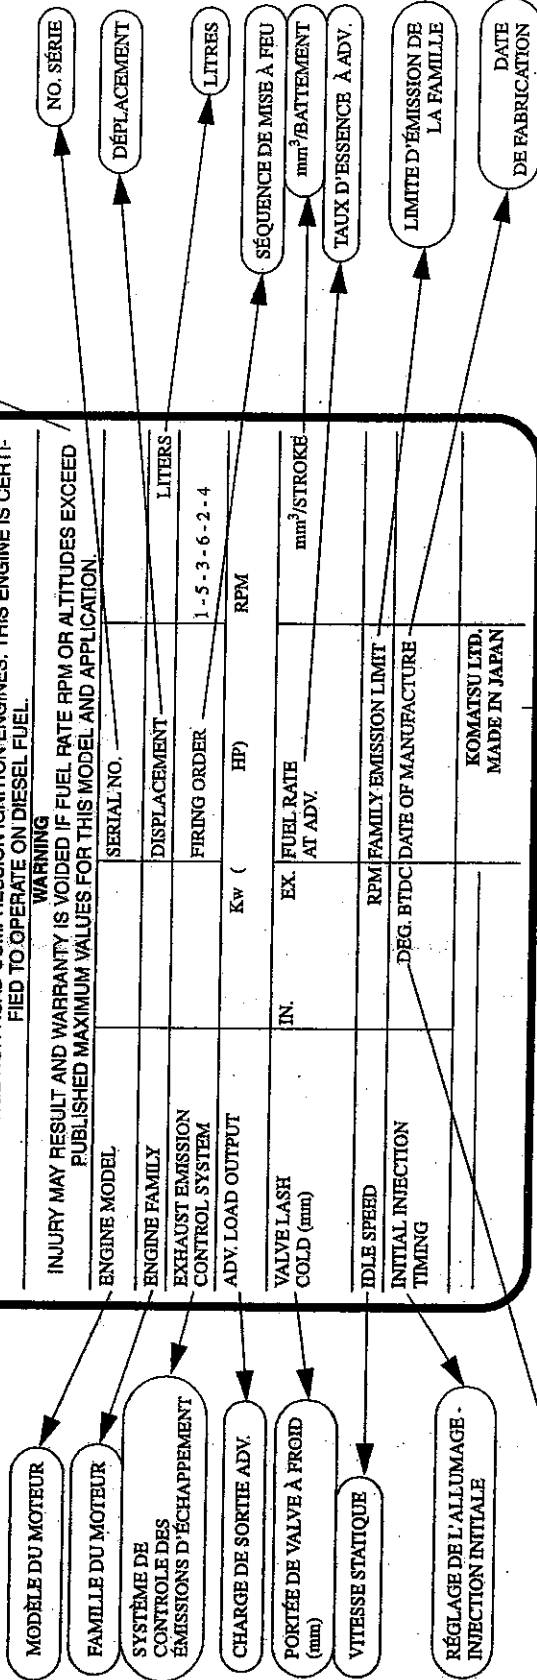 FIED TO OPERATE ON DIESEL FUEL.
WARNING
INJURY MAY RESULT AND WARRANTY IS VOIDED IF FUEL RATE RPM OR ALTITUDES EXCEED
PUBLISHED MAXIMUM VALUES FOR THIS MODEL AND APPLICATION.
ENGINE MODEL SERIAL NO.
ENGINE FAMILY DISPLACEMENT LITERS
EXHAUST EMISSION
CONTROL SYSTEM FIRING ORDER 1-5-3-6-2-4
ADV. LOAD OUTPUT Kw ( HP) RPM
VALVE LASH
COLD (mm) IN. EX. FUEL RATE
AT ADV. mm³/STROKE
IDLE SPEED RPM FAMILY EMISSION LIMIT
INITIAL INJECTION
TIMING DEG. BTDC DATE OF MANUFACTURE
KOMATSU LTD.
MADE IN JAPAN
MODÈLE DU MOTEUR
FAMILLE DU MOTEUR
SYSTÈME DE
CONTROLE DES
ÉMISSIONS D'ÉCHAPPEMENT
CHARGE DE SORTIE ADV.
PORTÉE DE VALVE À FROID
(mm)
VITESSE STATIQUE
RÉGLAGE DE L'ALLUMAGE -
INJECTION INITIALE
NO. SÉRIE
DÉPLACEMENT
LITRES
SÉQUENCE DE MISE À FEU
mm³/BATTEMENT
TAUX D'ESSENCE À ADV.
LIMITE D'ÉMISSION DE
LA FAMILLE
DATE
DE FABRICATION